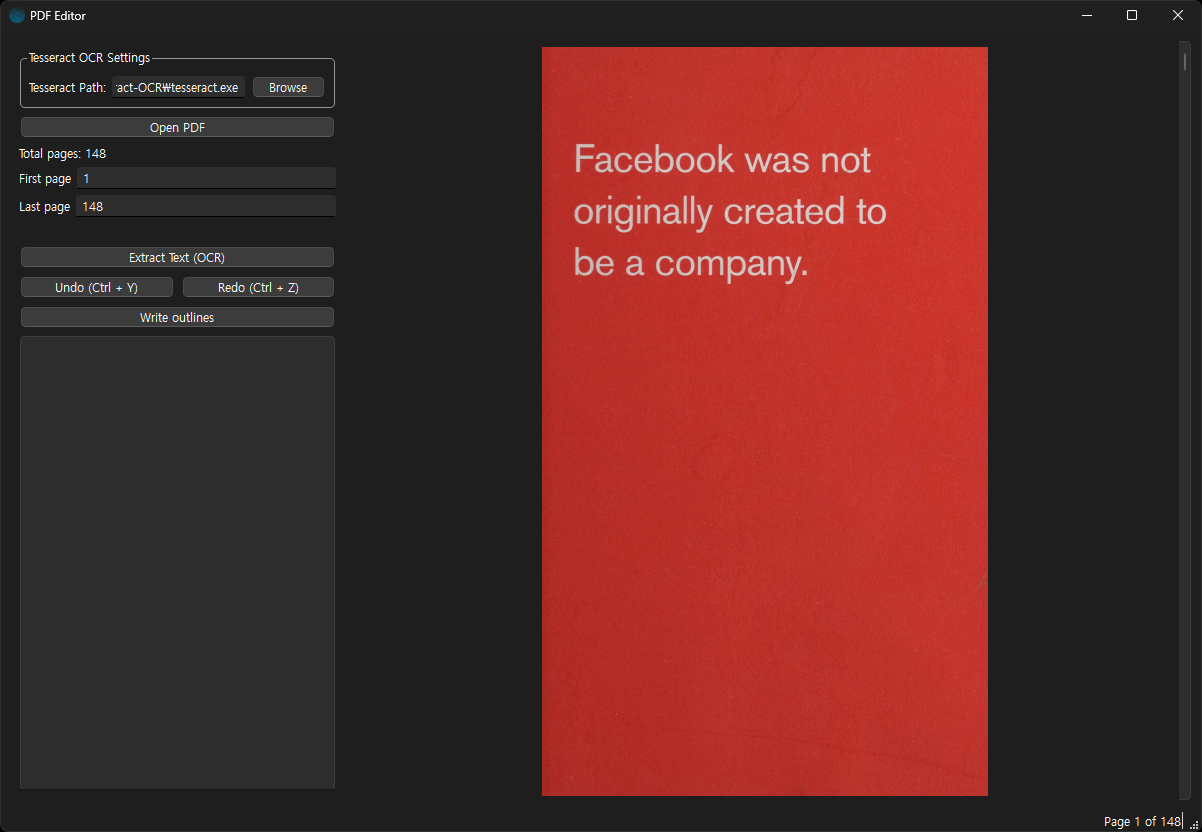 PDF Editor
Tesseract OCR Settings
Tesseract Path: act-OCR₩tesseract.exe Browse
Open PDF
Total pages: 148
First page 1
Last page 148
Extract Text (OCR)
Undo (Ctrl + Y) Redo (Ctrl + Z)
Write outlines
Facebook was not
originally created to
be a company.
Page 1 of 148